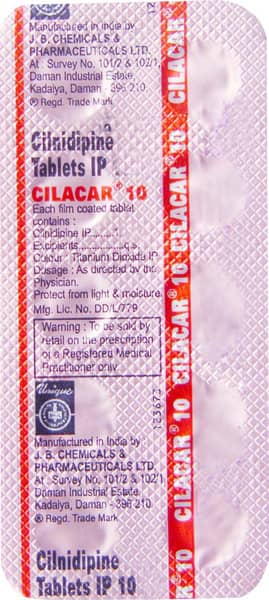 Manufactured in India by
J. B. CHEMICALS &
PHARMACEUTICALS LTD.
At : Survey No. 101/2 & 102/1,
Daman Industrial Estate,
Kadaiya, Daman - 396 210
® Regd. Trade Mark
Cilnidipine
Tablets IP
CILACAR® 10
Each film coated tablet
contains :
Cilnidipine IP
Excipients..........q.s.
Colour : Titanium Dioxide IP
Dosage : As directed by the
Physician.
Protect from light & moisture
Mfg. Lic. No. DD/L/779
Warning : To be sold by
retail on the prescription
of a Registered Medical
Practitioner only.
Unique
Manufactured in India by :
J. B. CHEMICALS &
PHARMACEUTICALS LTD.
At : Survey No. 101/2 & 102/1
Daman Industrial Estate,
Kadaiya, Daman - 396 210
® Regd. Trade Mark
Cilnidipine
Tablets IP 10
CILACAR® 10 CILACAR® 10 CILACAR® 10
R® 10